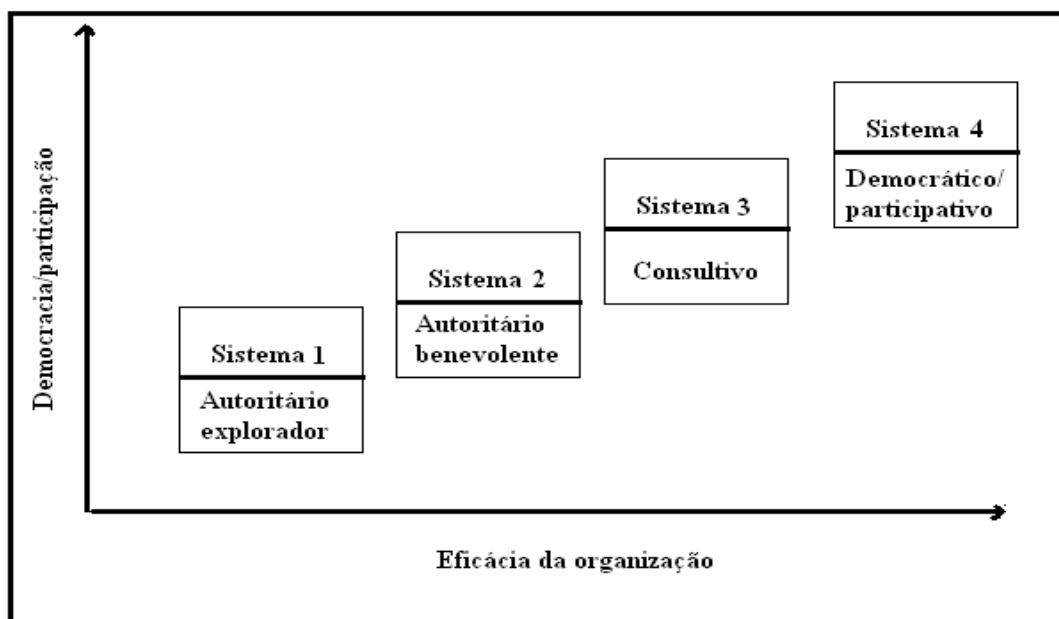 Democracia/participação
Sistema 4
Democrático/
participativo
Sistema 3
Consultivo
Sistema 2
Autoritário
benevolente
Sistema 1
Autoritário
explorador
Eficácia da organização